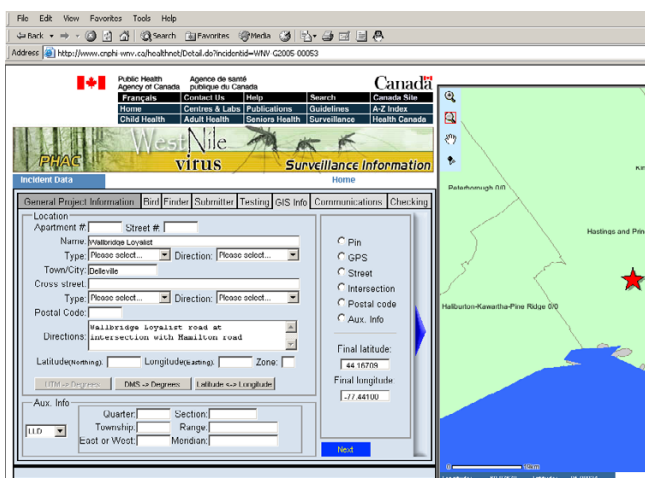 File Edit View Favorites Tools Help
Back Search Favorites Media
Address http://www.cnphi-wnv.ca/healthnet/Detail.do?incidentid=WNV-G2005-00053
Public Health Agency of Canada
Agence de santé publique du Canada
Canada
Français Contact Us Help Search Canada Site
Home Centres & Labs Publications Guidelines A-Z Index
Child Health Adult Health Seniors Health Surveillance Health Canada
West Nile virus
PHAC
Surveillance Information
Incident Data Home
General Project Information Bird Finder Submitter Testing GIS Info Communications Checking
Location
Apartment #: Street #:
Name: Wallbridge Loyalist
Type: Please select... Direction: Please select...
Town/City: Belleville
Cross street:
Type: Please select... Direction: Please select...
Postal Code:
Directions: Wallbridge Loyalist road at
intersection with Hamilton road
Latitude(Northing): Longitude(Easting): Zone:
UTM -> Degrees DMS -> Degrees Latitude <-> Longitude
Aux. Info
LLD
Quarter: Section:
Township: Range:
East or West: Meridian:
Pin
GPS
Street
Intersection
Postal code
Aux. Info
Final latitude:
44.16709
Final longitude:
-77.44100
Next
Peterborough 0/0
Hastings and Prin
Haliburton-Kawartha-Pine Ridge 0/0